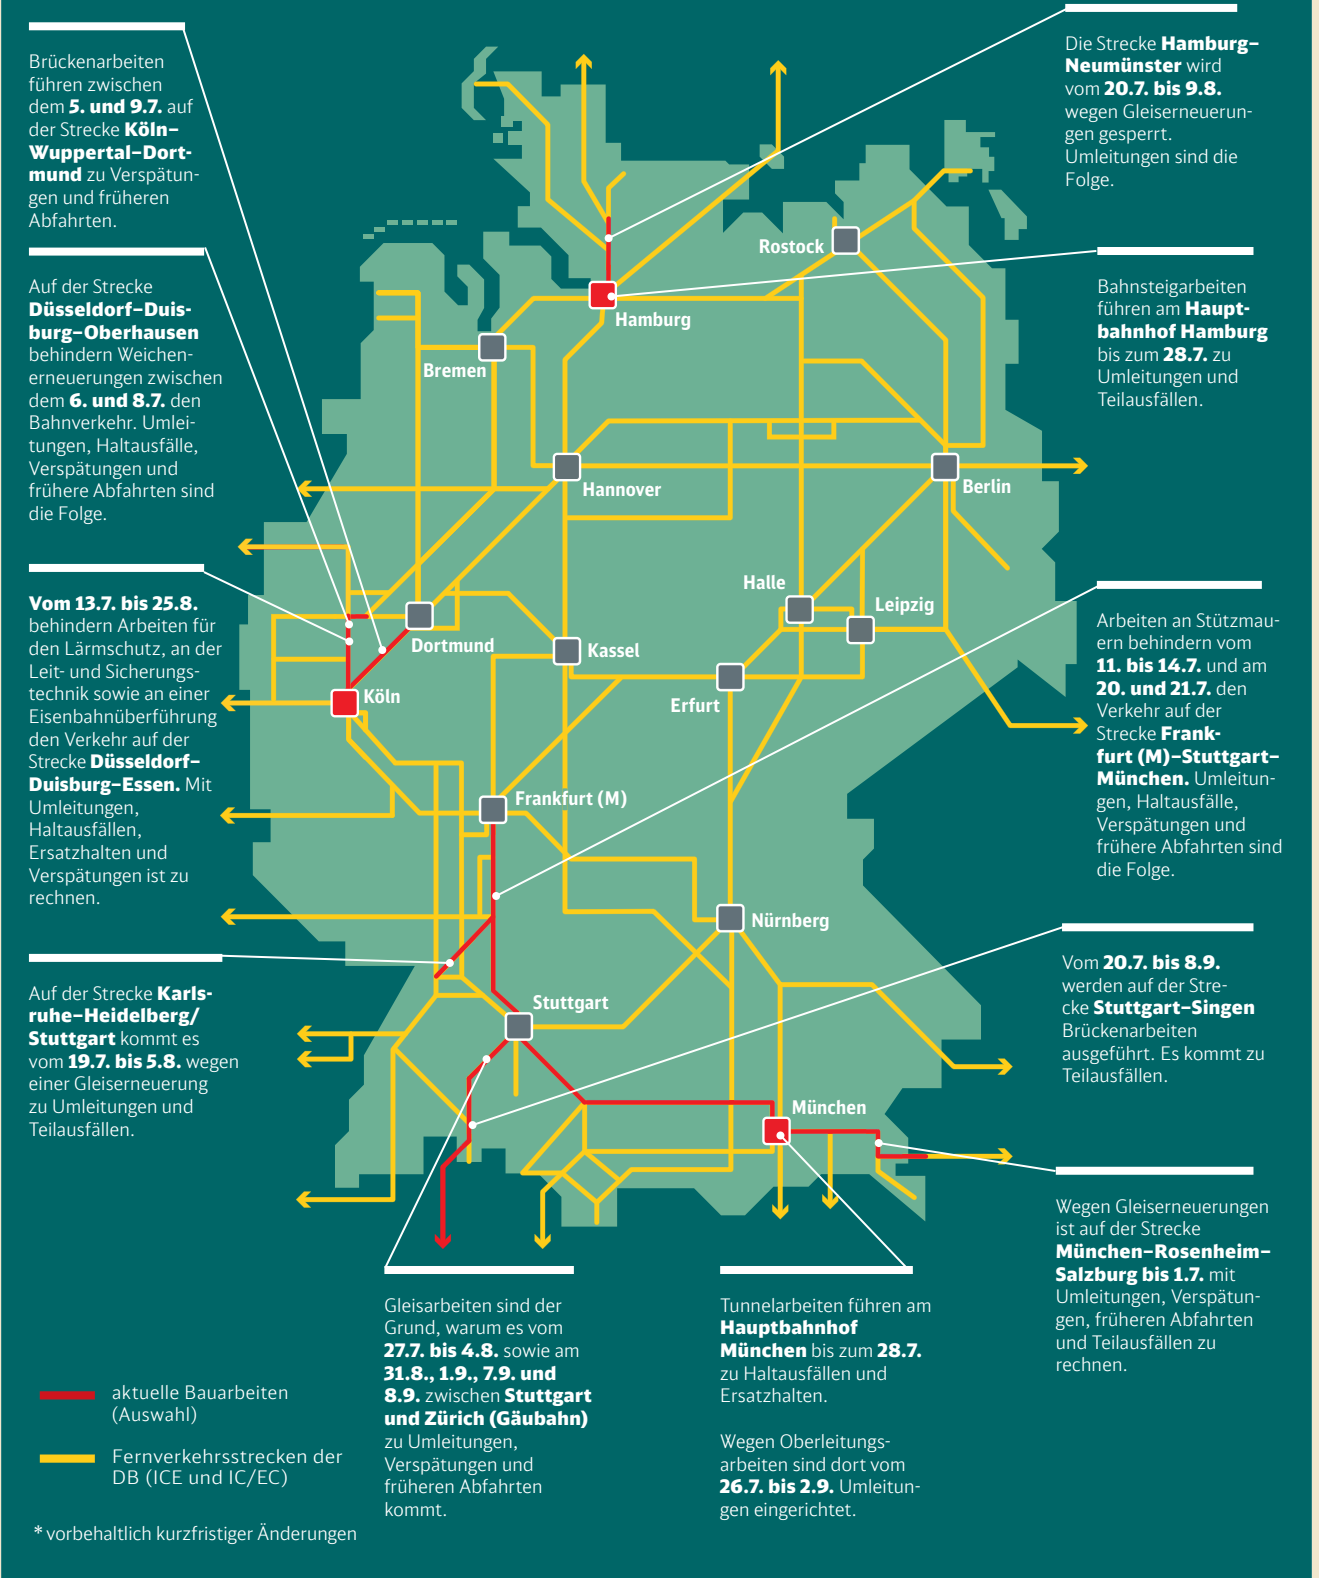 Brückenarbeiten
führen zwischen
dem 5. und 9.7. auf
der Strecke Köln–
Wuppertal–Dort-
mund zu Verspätun-
gen und früheren
Abfahrten.
Auf der Strecke
Düsseldorf–Duis-
burg–Oberhausen
behindern Weichen-
erneuerungen zwischen
dem 6. und 8.7. den
Bahnverkehr. Umlei-
tungen, Haltausfälle,
Verspätungen und
frühere Abfahrten sind
die Folge.
Vom 13.7. bis 25.8.
behindern Arbeiten für
den Lärmschutz, an der
Leit- und Sicherungs-
technik sowie an einer
Eisenbahnüberführung
den Verkehr auf der
Strecke Düsseldorf–
Duisburg–Essen. Mit
Umleitungen,
Haltausfällen,
Ersatzhalten und
Verspätungen ist zu
rechnen.
Auf der Strecke Karls-
ruhe–Heidelberg/
Stuttgart kommt es
vom 19.7. bis 5.8. wegen
einer Gleiserneuerung
zu Umleitungen und
Teilausfällen.
Die Strecke Hamburg–
Neumünster wird
vom 20.7. bis 9.8.
wegen Gleiserneuerun-
gen gesperrt.
Umleitungen sind die
Folge.
Bahnsteigarbeiten
führen am Haupt-
bahnhof Hamburg
bis zum 28.7. zu
Umleitungen und
Teilausfällen.
Arbeiten an Stützmau-
ern behindern vom
11. bis 14.7. und am
20. und 21.7. den
Verkehr auf der
Strecke Frank-
furt (M)–Stuttgart–
München. Umleitun-
gen, Haltausfälle,
Verspätungen und
frühere Abfahrten sind
die Folge.
Vom 20.7. bis 8.9.
werden auf der Stre-
cke Stuttgart–Singen
Brückenarbeiten
ausgeführt. Es kommt zu
Teilausfällen.
Wegen Gleiserneuerungen
ist auf der Strecke
München–Rosenheim–
Salzburg bis 1.7. mit
Umleitungen, Verspätun-
gen, früheren Abfahrten
und Teilausfällen zu
rechnen.
Rostock
Hamburg
Bremen
Hannover
Berlin
Halle
Leipzig
Dortmund
Kassel
Köln
Erfurt
Frankfurt (M)
Nürnberg
Stuttgart
München
Gleisarbeiten sind der
Grund, warum es vom
27.7. bis 4.8. sowie am
31.8., 1.9., 7.9. und
8.9. zwischen Stuttgart
und Zürich (Gäubahn)
zu Umleitungen,
Verspätungen und
früheren Abfahrten
kommt.
Tunnelarbeiten führen am
Hauptbahnhof
München bis zum 28.7.
zu Haltausfällen und
Ersatzhalten.
Wegen Oberleitungs-
arbeiten sind dort vom
26.7. bis 2.9. Umleitun-
gen eingerichtet.
aktuelle Bauarbeiten
(Auswahl)
Fernverkehrsstrecken der
DB (ICE und IC/EC)
* vorbehaltlich kurzfristiger Änderungen